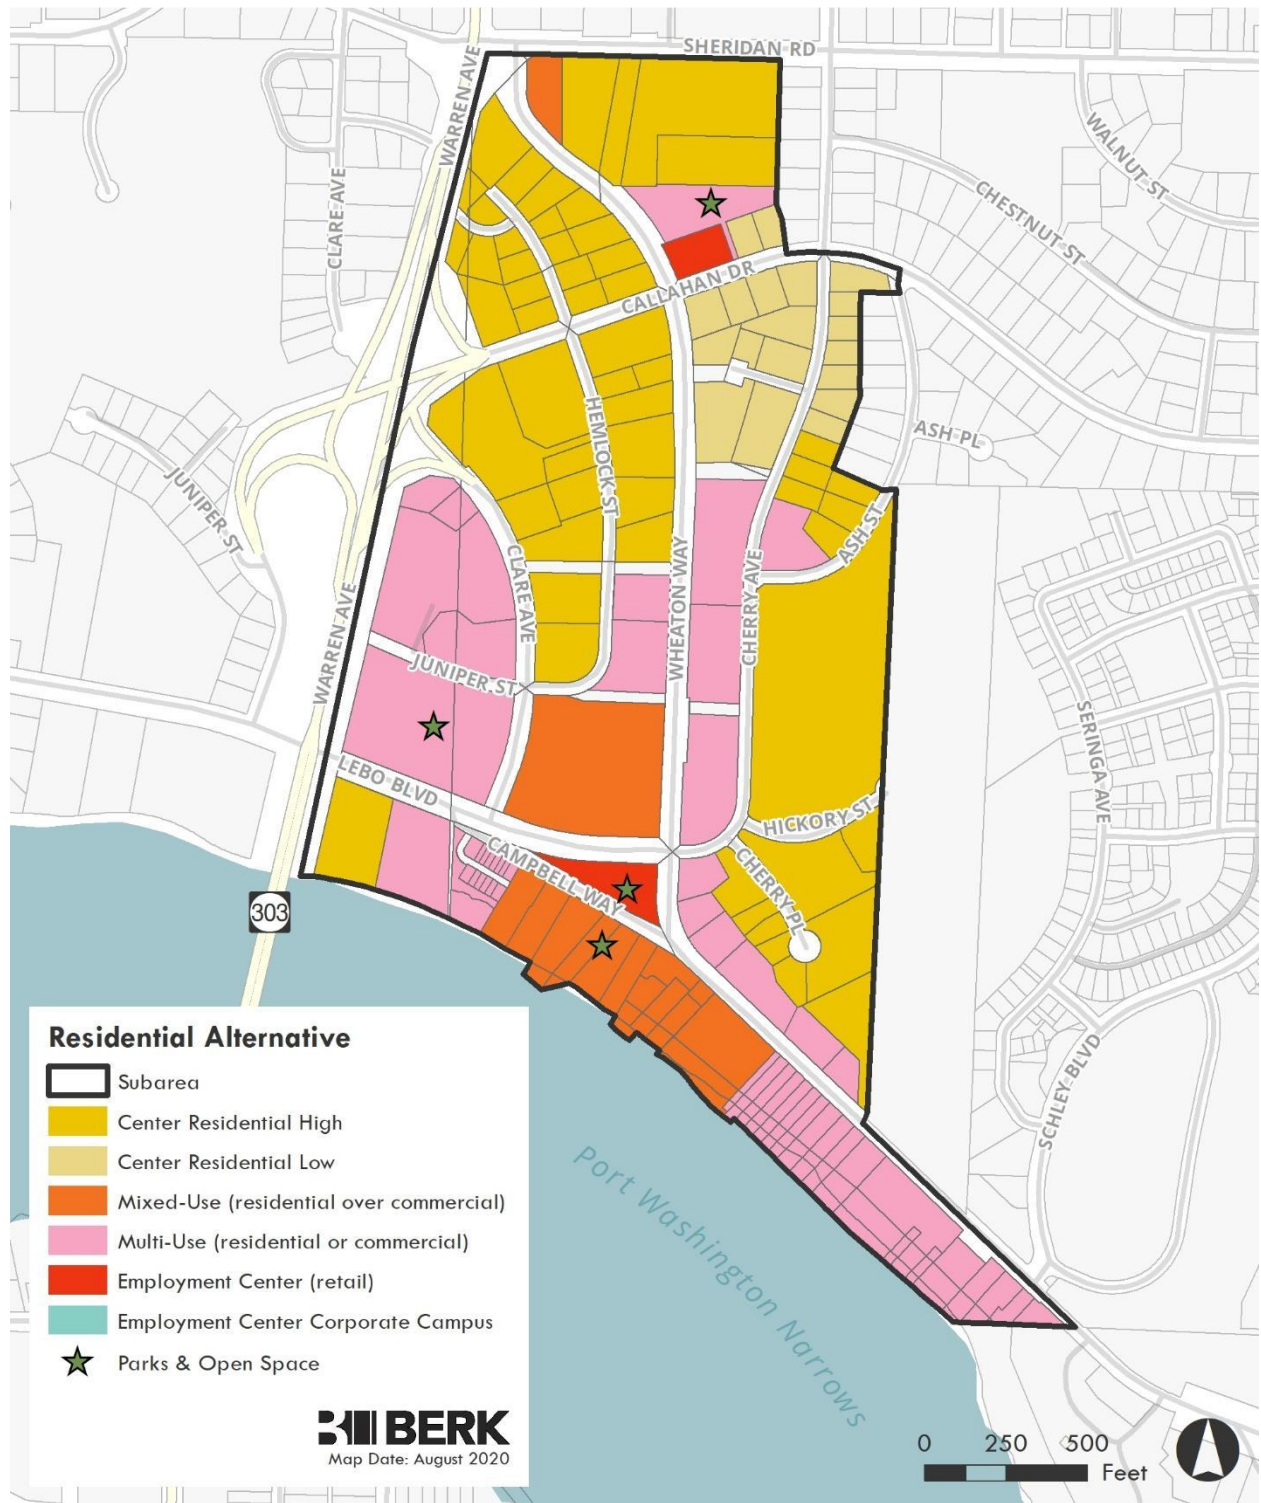 SHERIDAN RD
WARREN AVE
WALNUT ST
CLARE AVE
CHESTNUT ST
CALLAHAN DR
HEMLOCK ST
ASH PL
JUNIPER ST
ASH ST
CLARE AVE
WHEATON WAY
CHERRY AVE
WARREN AVE
JUNIPER ST
SERINGA AVE
LEBO BLVD
HICKORY ST
CAMPBELL WAY
CHERRY PL
303
SCHLEY BLVD
Port Washington Narrows
Residential Alternative
Subarea
Center Residential High
Center Residential Low
Mixed-Use (residential over commercial)
Multi-Use (residential or commercial)
Employment Center (retail)
Employment Center Corporate Campus
Parks & Open Space
BERK
Map Date: August 2020
0 250 500
Feet